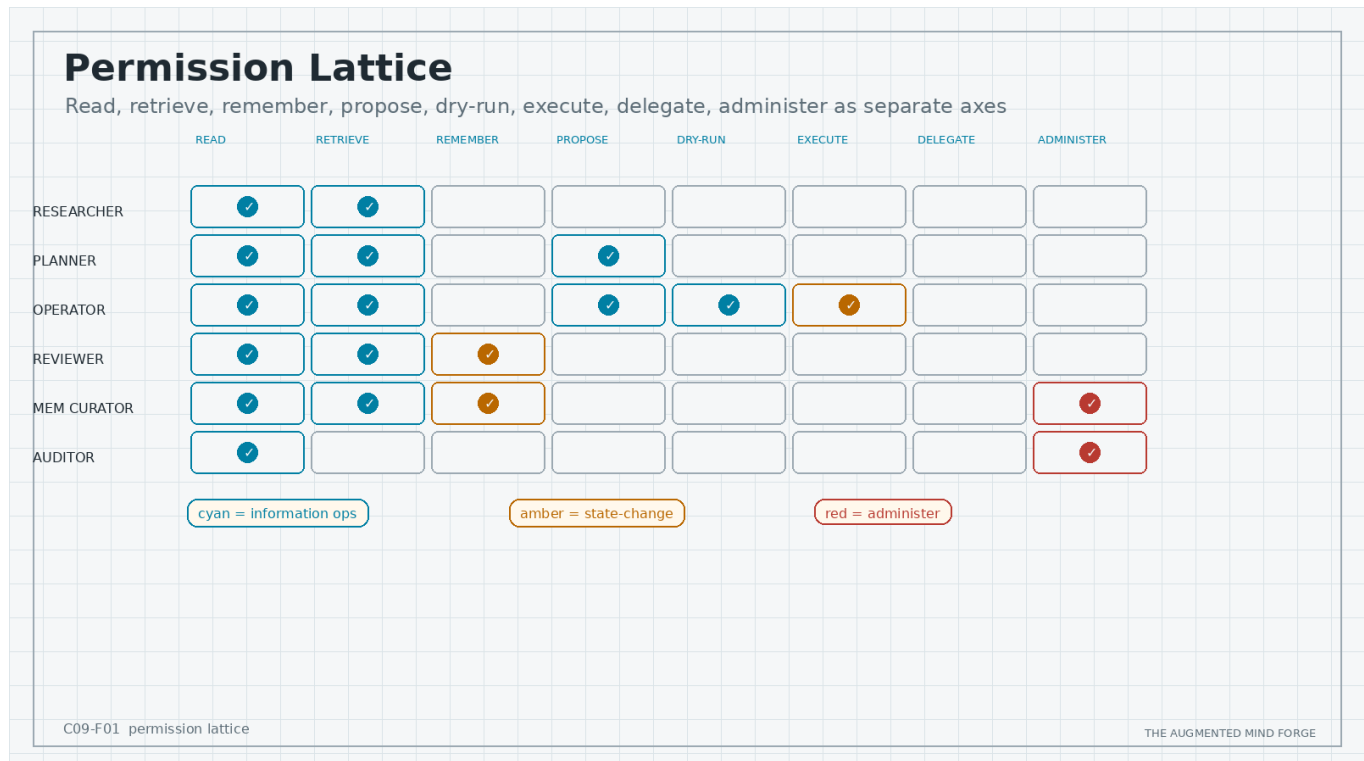 Permission Lattice
Read, retrieve, remember, propose, dry-run, execute, delegate, administer as separate axes
READ RETRIEVE REMEMBER PROPOSE DRY-RUN EXECUTE DELEGATE ADMINISTER
RESEARCHER ✓ ✓
PLANNER ✓ ✓ ✓
OPERATOR ✓ ✓ ✓ ✓ ✓
REVIEWER ✓ ✓ ✓
MEM CURATOR ✓ ✓ ✓ ✓
AUDITOR ✓ ✓
cyan = information ops amber = state-change red = administer
C09-F01 permission lattice
THE AUGMENTED MIND FORGE